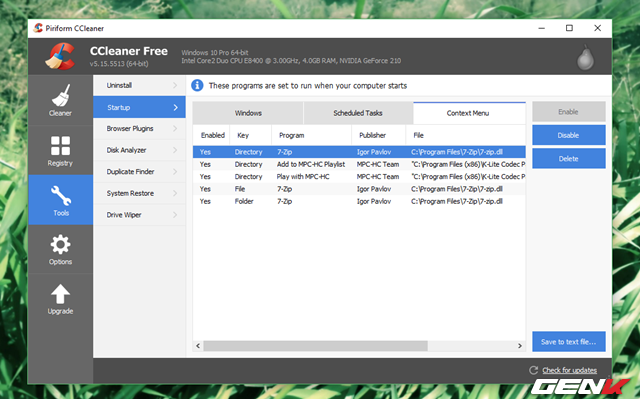 Piriform CCleaner
CCleaner Free
v5.15.5513 (64-bit)
Windows 10 Pro 64-bit
Intel Core2 Duo CPU E8400 @ 3.00GHz, 4.0GB RAM, NVIDIA GeForce 210
Cleaner
Registry
Tools
Options
Upgrade
Uninstall
Startup
Browser Plugins
Disk Analyzer
Duplicate Finder
System Restore
Drive Wiper
These programs are set to run when your computer starts
Windows Scheduled Tasks Context Menu
Enabled Key Program Publisher File
Yes Directory 7-Zip Igor Pavlov C:\Program Files\7-Zip\7-zip.dll
Yes Directory Add to MPC-HC Playlist MPC-HC Team "C:\Program Files (x86)\K-Lite Codec P
Yes Directory Play with MPC-HC MPC-HC Team "C:\Program Files (x86)\K-Lite Codec P
Yes File 7-Zip Igor Pavlov C:\Program Files\7-Zip\7-zip.dll
Yes Folder 7-Zip Igor Pavlov C:\Program Files\7-Zip\7-zip.dll
Enable
Disable
Delete
Save to text file...
Check for updates
GENK